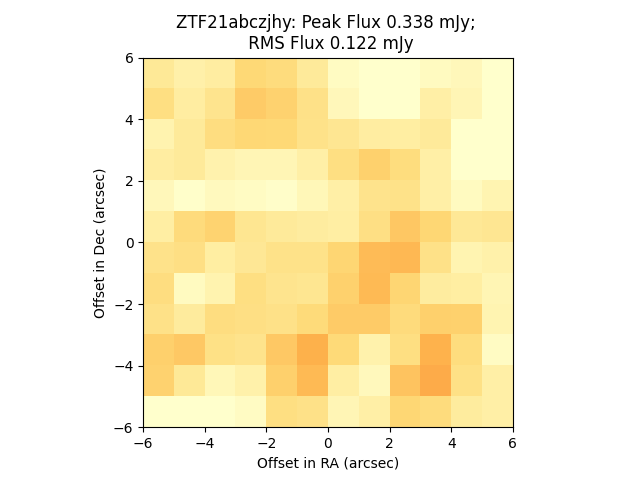 ZTF21abczjhy: Peak Flux 0.338 mJy;
RMS Flux 0.122 mJy
6
4
2
0
−2
−4
−6
Offset in Dec (arcsec)
−6 −4 −2 0 2 4 6
Offset in RA (arcsec)